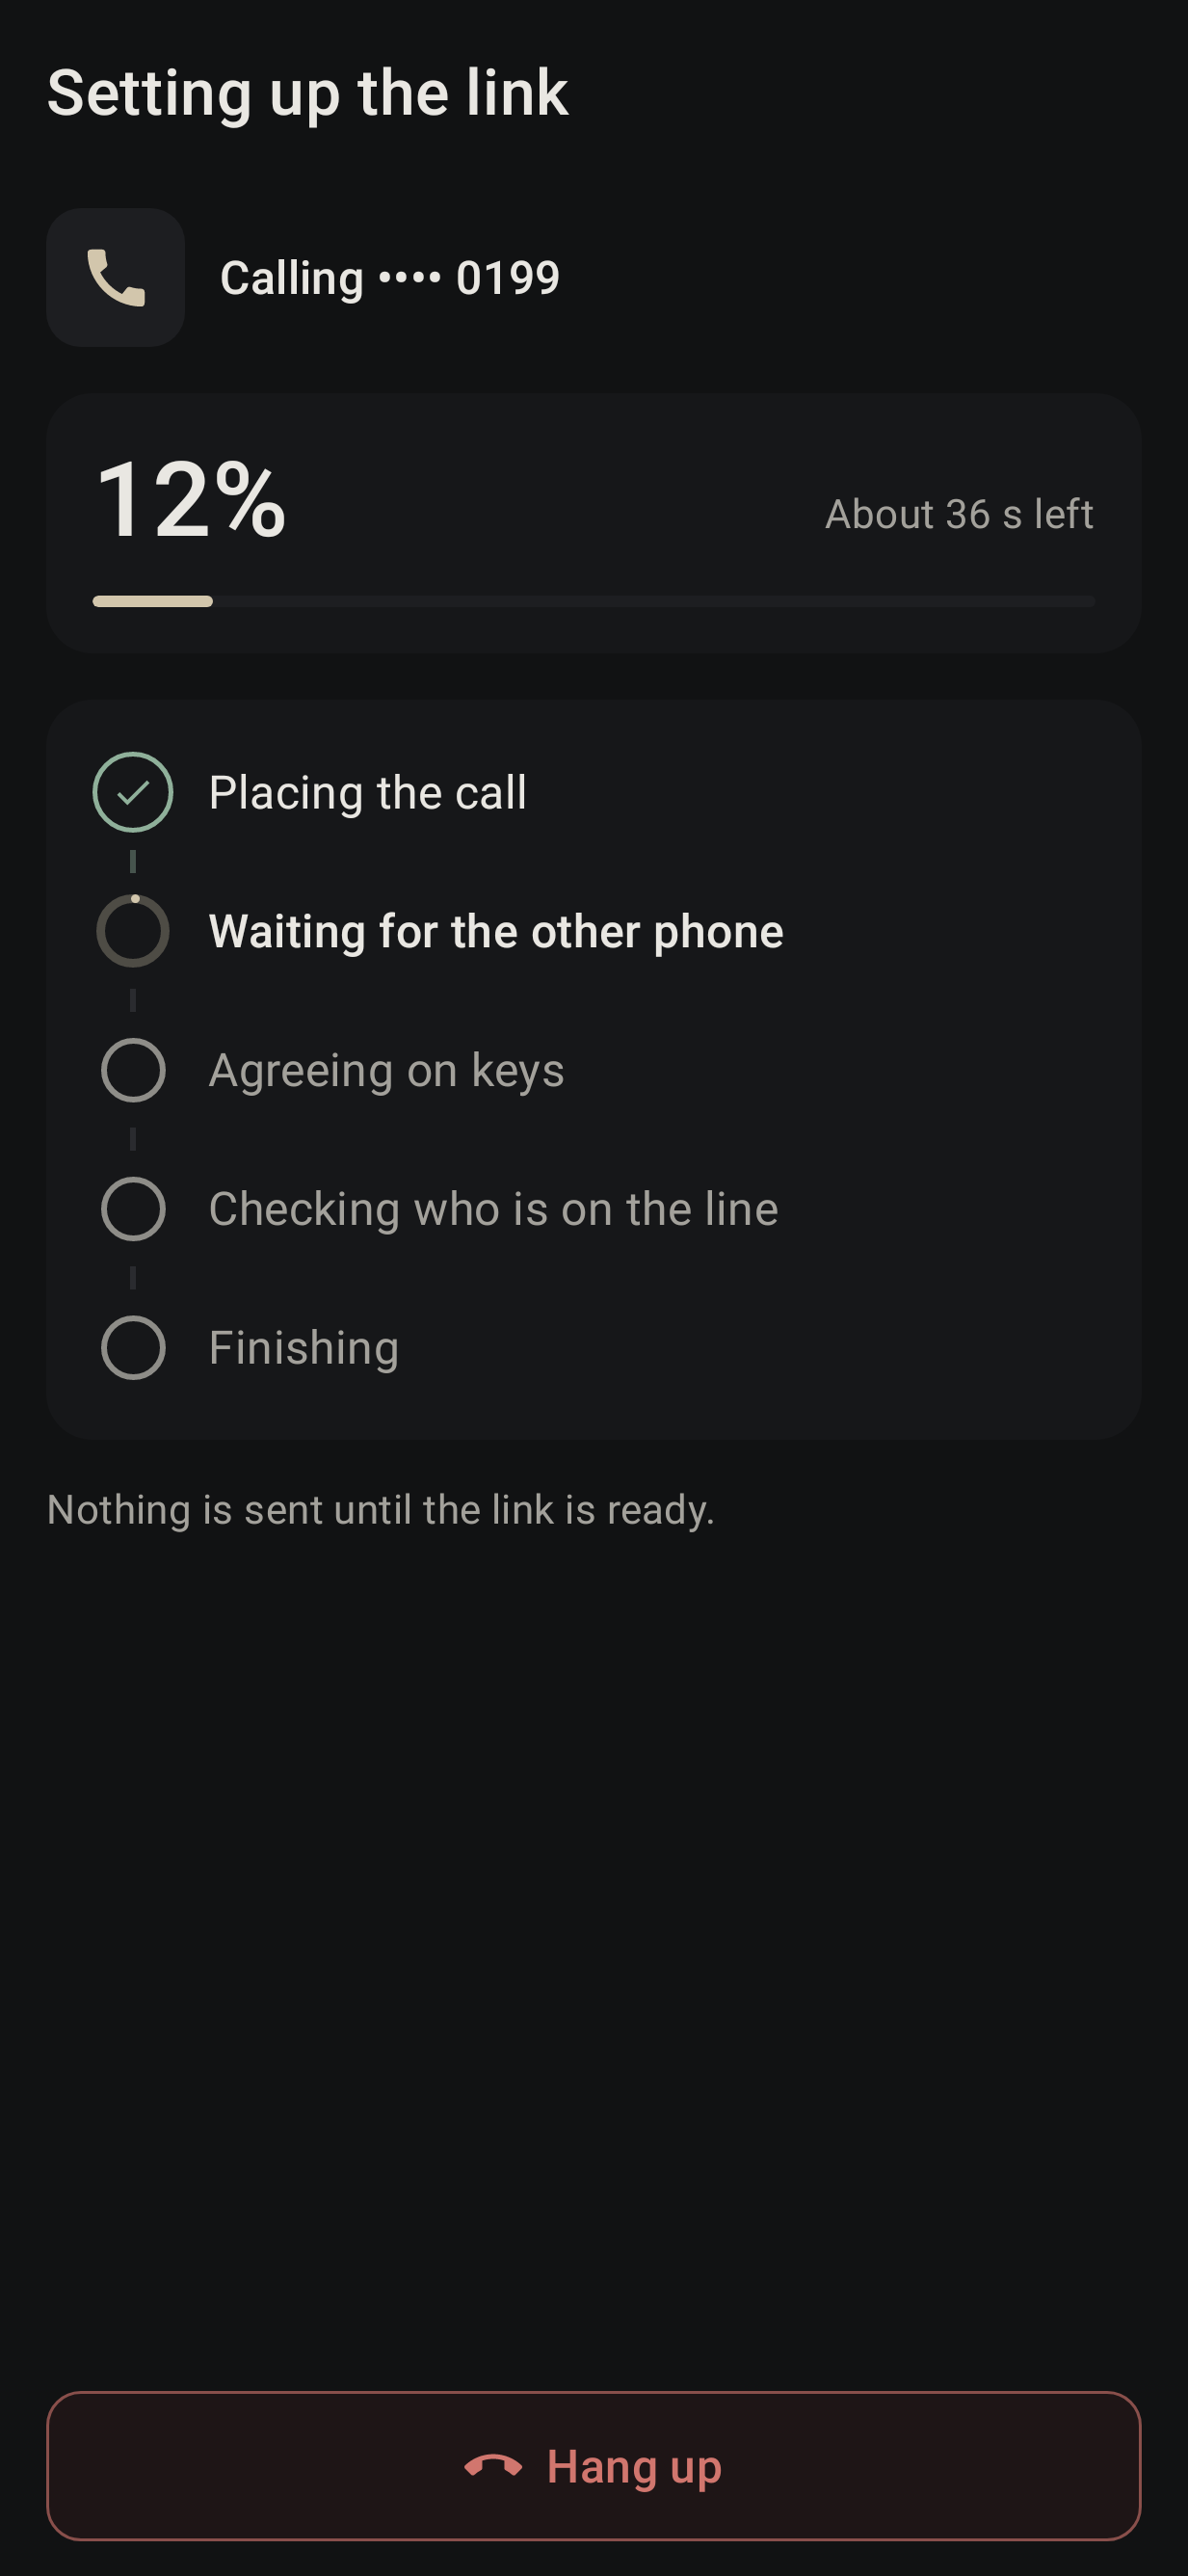 Setting up the link
Calling •••• 0199
12%
About 36 s left
Placing the call
Waiting for the other phone
Agreeing on keys
Checking who is on the line
Finishing
Nothing is sent until the link is ready.
Hang up